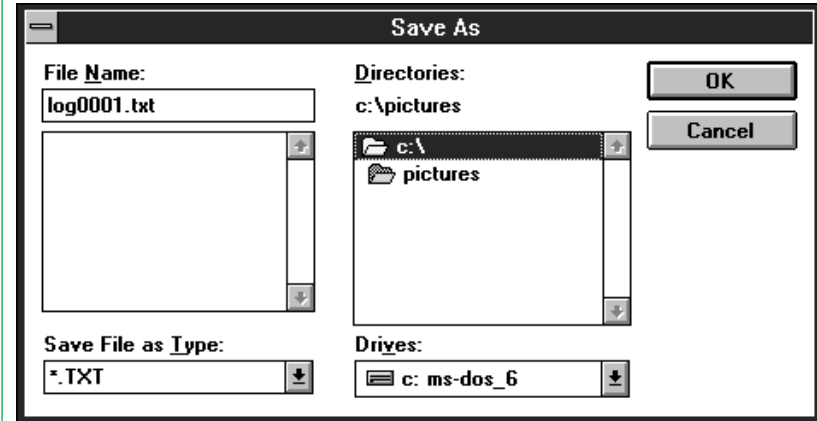 Save As
File Name:
log0001.txt
Save File as Type:
*.TXT
Directories:
c:\pictures
c:\
pictures
Drives:
c: ms-dos_6
OK
Cancel